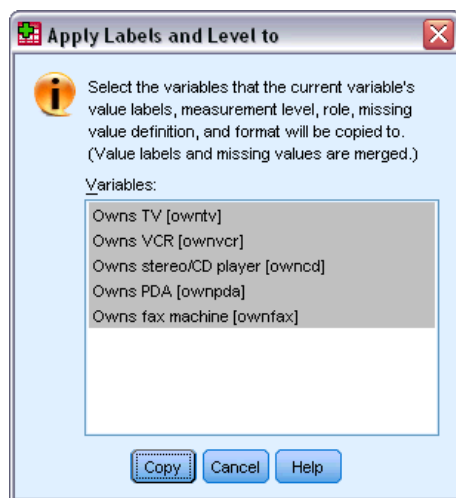 Apply Labels and Level to
Select the variables that the current variable's
value labels, measurement level, role, missing
value definition, and format will be copied to.
(Value labels and missing values are merged.)
Variables:
Owns TV [owntv]
Owns VCR [ownvcr]
Owns stereo/CD player [owncd]
Owns PDA [ownpda]
Owns fax machine [ownfax]
Copy Cancel Help